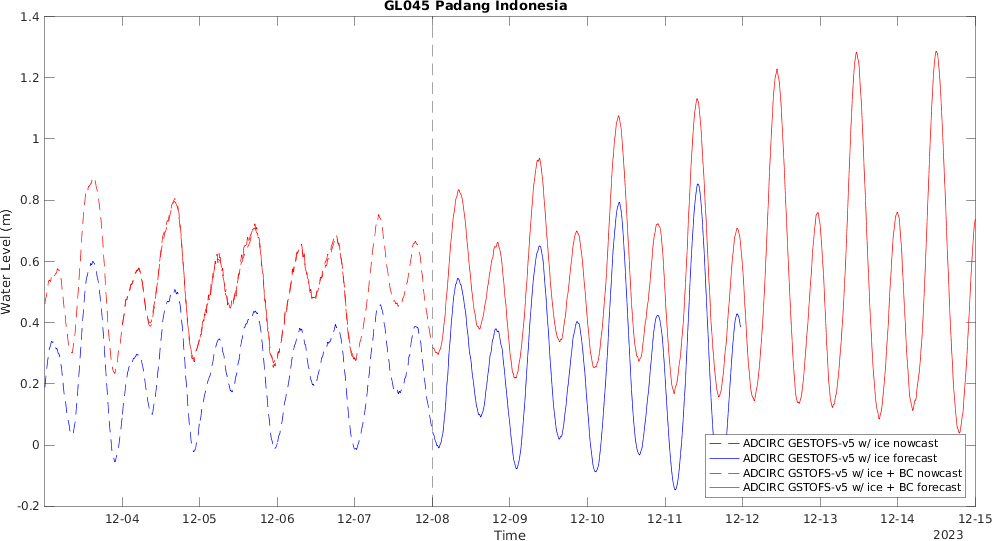 GL045 Padang Indonesia
1.4
1.2
1
0.8
0.6
0.4
0.2
0
-0.2
Water Level (m)
12-04 12-05 12-06 12-07 12-08 12-09 12-10 12-11 12-12 12-13 12-14 12-15
Time
2023
ADCIRC GESTOFS-v5 w/ ice nowcast
ADCIRC GESTOFS-v5 w/ ice forecast
ADCIRC GSTOFS-v5 w/ ice + BC nowcast
ADCIRC GSTOFS-v5 w/ ice + BC forecast